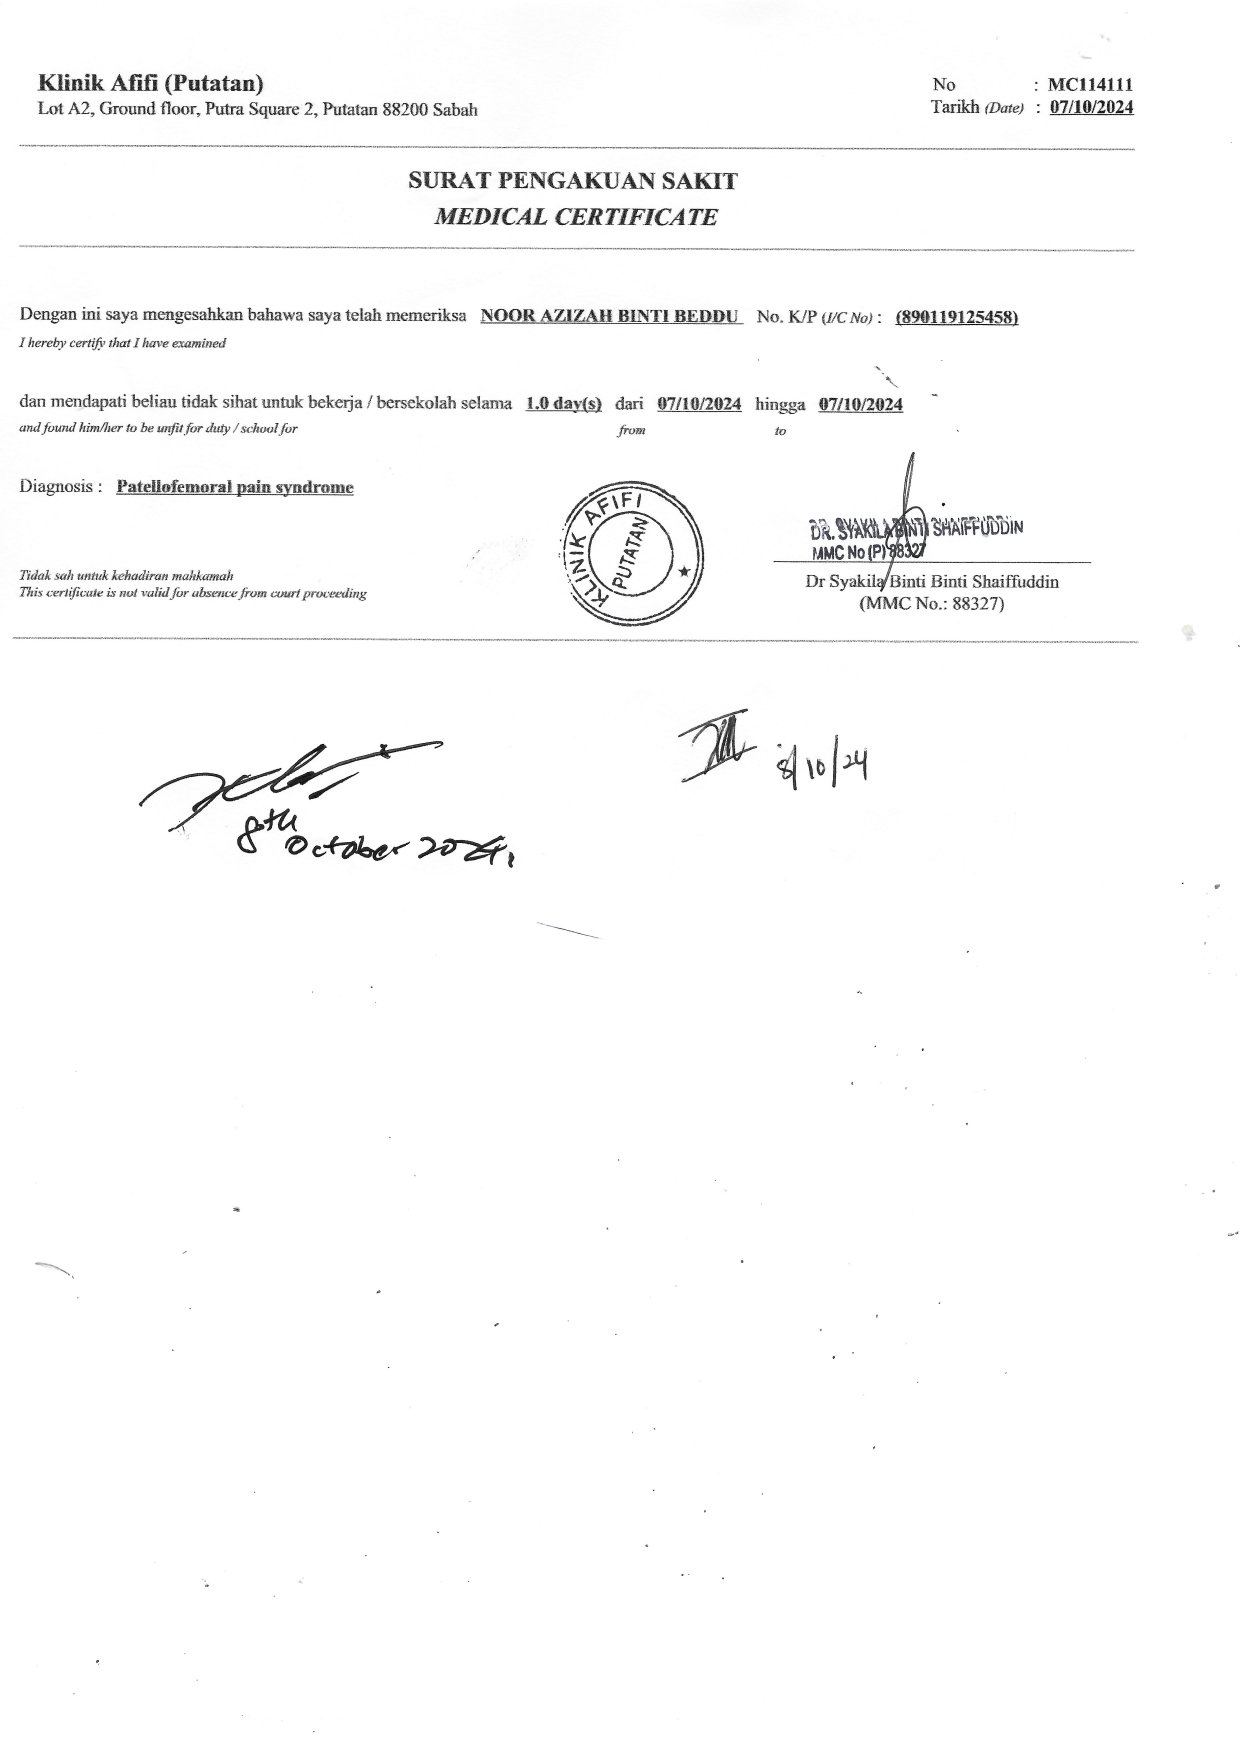 Klinik Afifi (Putatan)
Lot A2, Ground floor, Putra Square 2, Putatan 88200 Sabah
No : MC114111
Tarikh (Date) : 07/10/2024
SURAT PENGAKUAN SAKIT
MEDICAL CERTIFICATE
Dengan ini saya mengesahkan bahawa saya telah memeriksa NOOR AZIZAH BINTI BEDDU No. K/P (I/C No) : (890119125458)
I hereby certify that I have examined
dan mendapati beliau tidak sihat untuk bekerja / bersekolah selama 1.0 day(s) dari 07/10/2024 hingga 07/10/2024
and found him/her to be unfit for duty / school for from to
Diagnosis : Patellofemoral pain syndrome
KLINIK AFIFI
PUTATAN
DR. SYAKILA BINTI SHAIFFUDDIN
MMC No (P) 88327
Dr Syakila Binti Binti Shaiffuddin
(MMC No.: 88327)
Tidak sah untuk kehadiran mahkamah
This certificate is not valid for absence from court proceeding
8/10/24
8th October 2024.